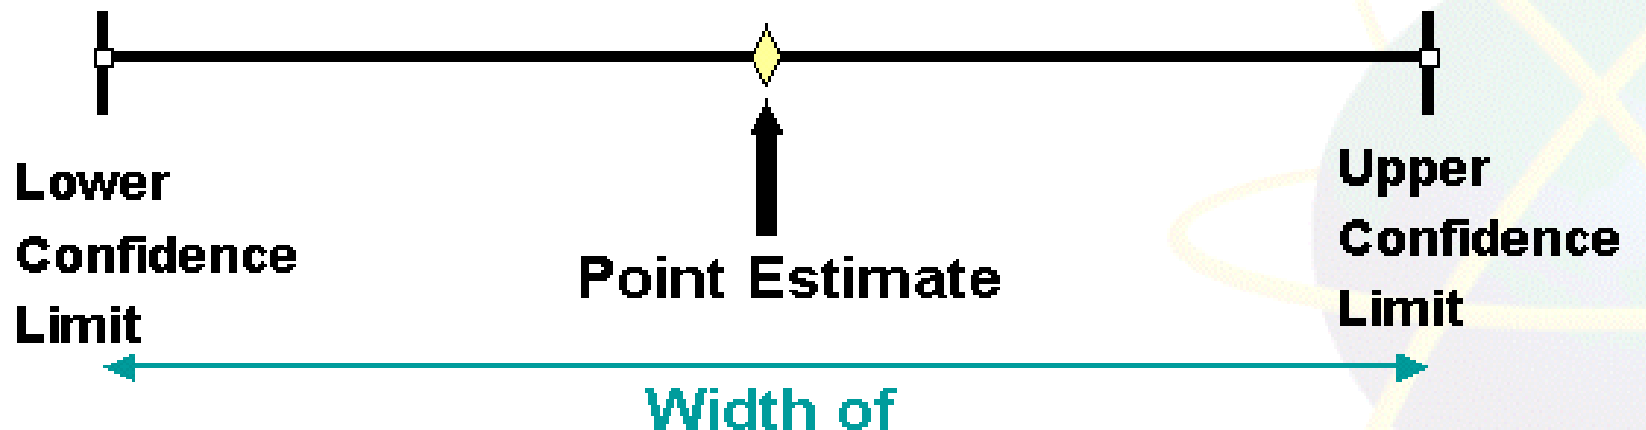 Lower
Confidence
Limit
Point Estimate
Upper
Confidence
Limit
Width of